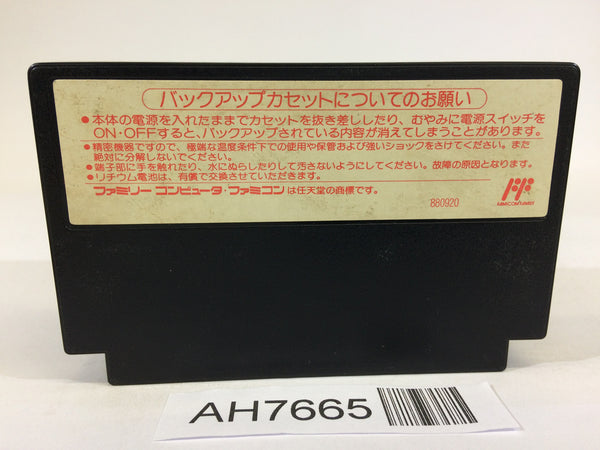 バックアップカセットについてのお願い
●本体の電源を入れたままでカセットを抜き差ししたり、むやみに電源スイッチを
ON・OFFすると、バックアップされている内容が消えてしまうことがあります。
●精密機器ですので、極端な温度条件下での使用や保管および強いショックをさけてください。また
絶対に分解しないでください。
●端子部に手を触れたり、水にぬらしたりして汚さないようにしてください。故障の原因となります。
●リチウム電池は、有償で交換させていただきます。
ファミリー コンピュータ・ファミコンは任天堂の商標です。
880920
FAMICOM FAMILY
AH7665